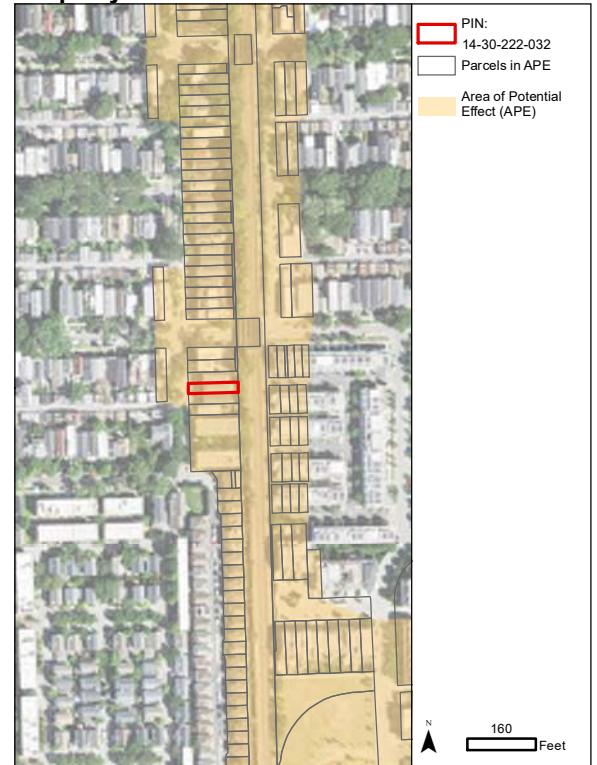 PIN:
14-30-222-032
Parcels in APE
Area of Potential
Effect (APE)
N
160
Feet